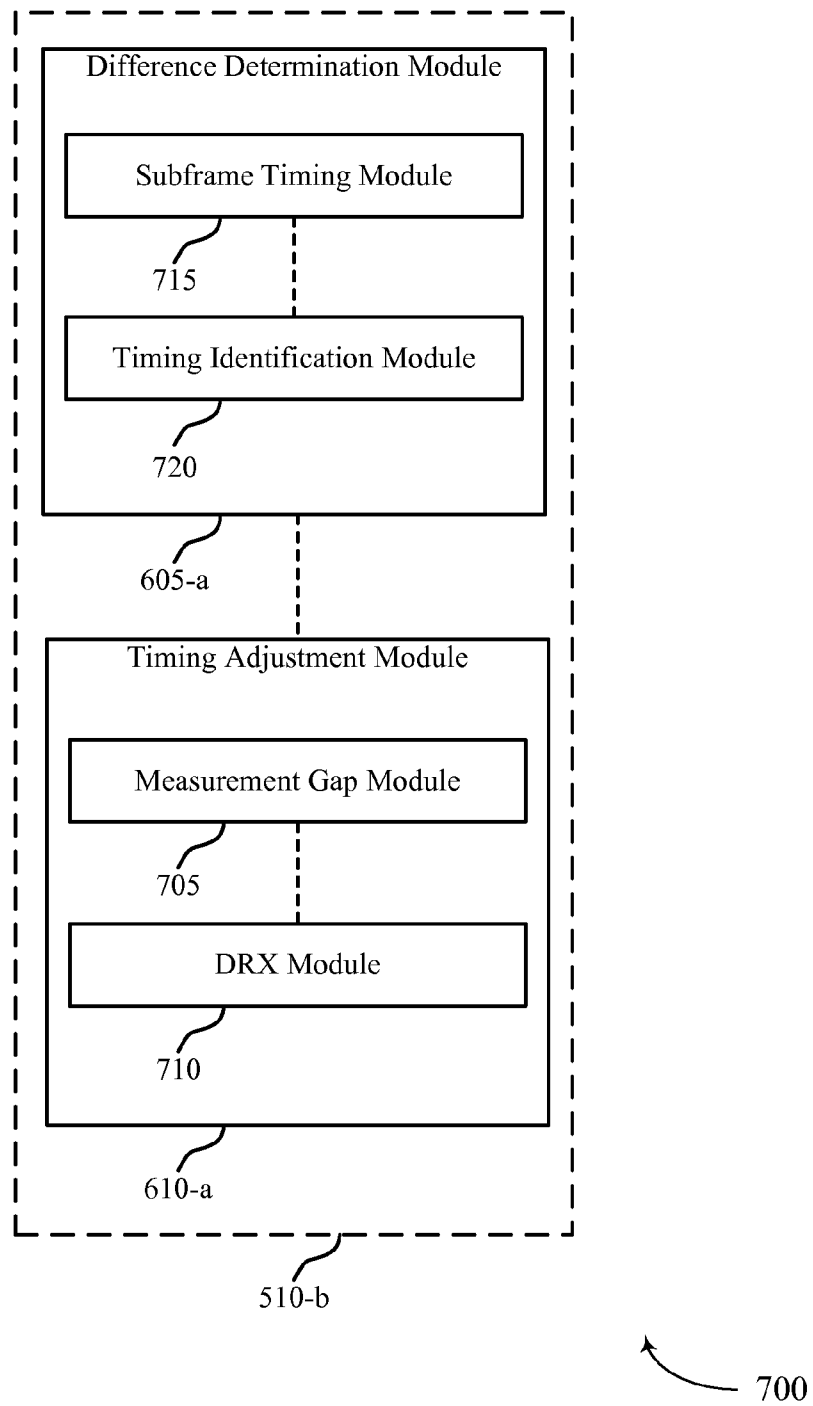 Difference Determination Module
Subframe Timing Module
715
Timing Identification Module
720
605-a
Timing Adjustment Module
Measurement Gap Module
705
DRX Module
710
610-a
510-b
700